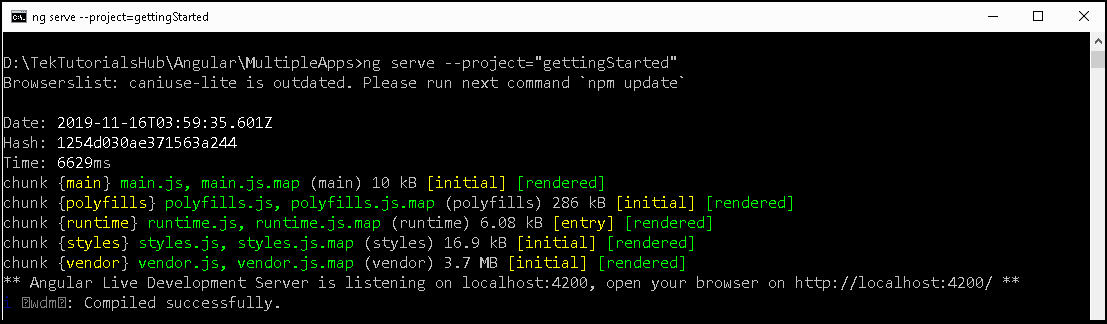 ng serve --project=gettingStarted
D:\TekTutorialsHub\Angular\MultipleApps>ng serve --project="gettingStarted"
Browserslist: caniuse-lite is outdated. Please run next command `npm update`
Date: 2019-11-16T03:59:35.601Z
Hash: 1254d030ae371563a244
Time: 6629ms
chunk {main} main.js, main.js.map (main) 10 kB [initial] [rendered]
chunk {polyfills} polyfills.js, polyfills.js.map (polyfills) 286 kB [initial] [rendered]
chunk {runtime} runtime.js, runtime.js.map (runtime) 6.08 kB [entry] [rendered]
chunk {styles} styles.js, styles.js.map (styles) 16.9 kB [initial] [rendered]
chunk {vendor} vendor.js, vendor.js.map (vendor) 3.7 MB [initial] [rendered]
** Angular Live Development Server is listening on localhost:4200, open your browser on http://localhost:4200/ **
wdm: Compiled successfully.